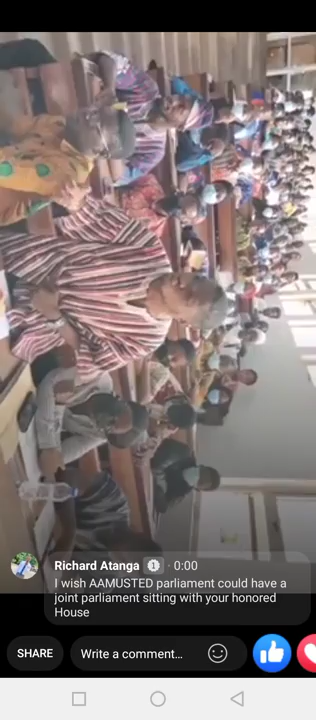 Richard Atanga 1 · 0:00
I wish AAMUSTED parliament could have a
joint parliament sitting with your honored
House
SHARE
Write a comment...